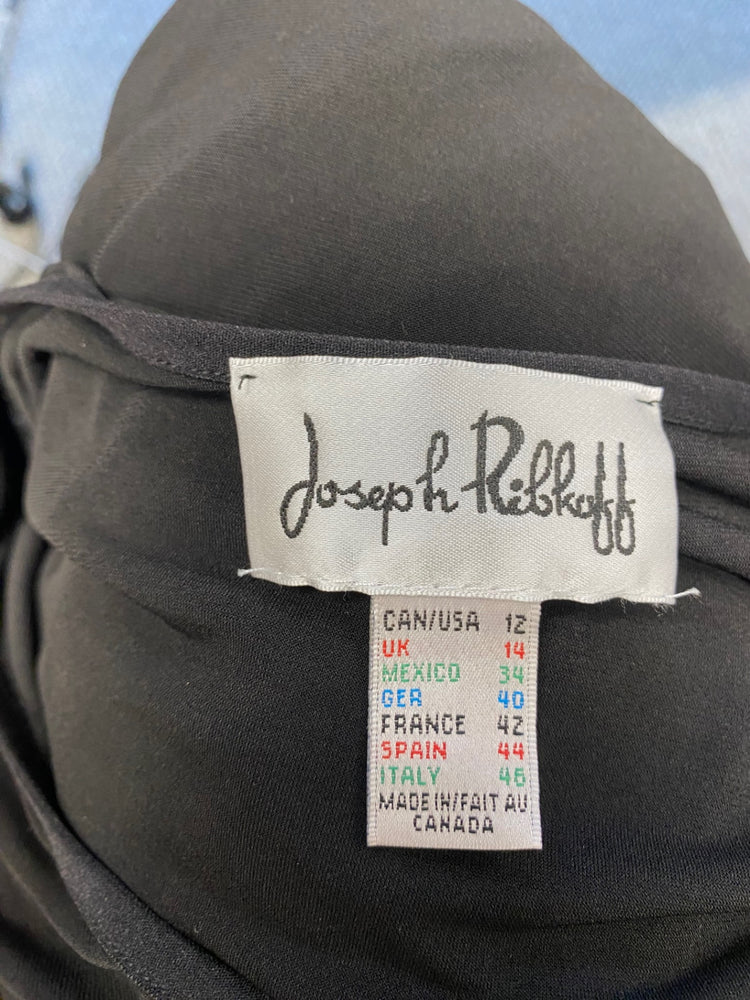 Joseph Ribkoff
CAN/USA 12
UK 14
MEXICO 34
GER 40
FRANCE 42
SPAIN 44
ITALY 46
MADE IN/FAIT AU
CANADA